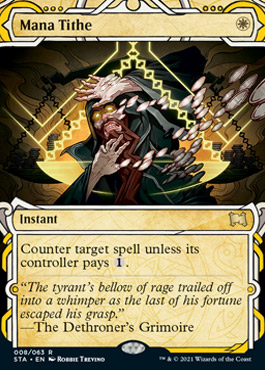 Mana Tithe
Instant
Counter target spell unless its
controller pays 1.
“The tyrant’s bellow of rage trailed off
into a whimper as the last of his fortune
escaped his grasp.”
—The Dethroner’s Grimoire
008/063 R
STA • EN ROBBIE TREVINO
™ & © 2021 Wizards of the Coast